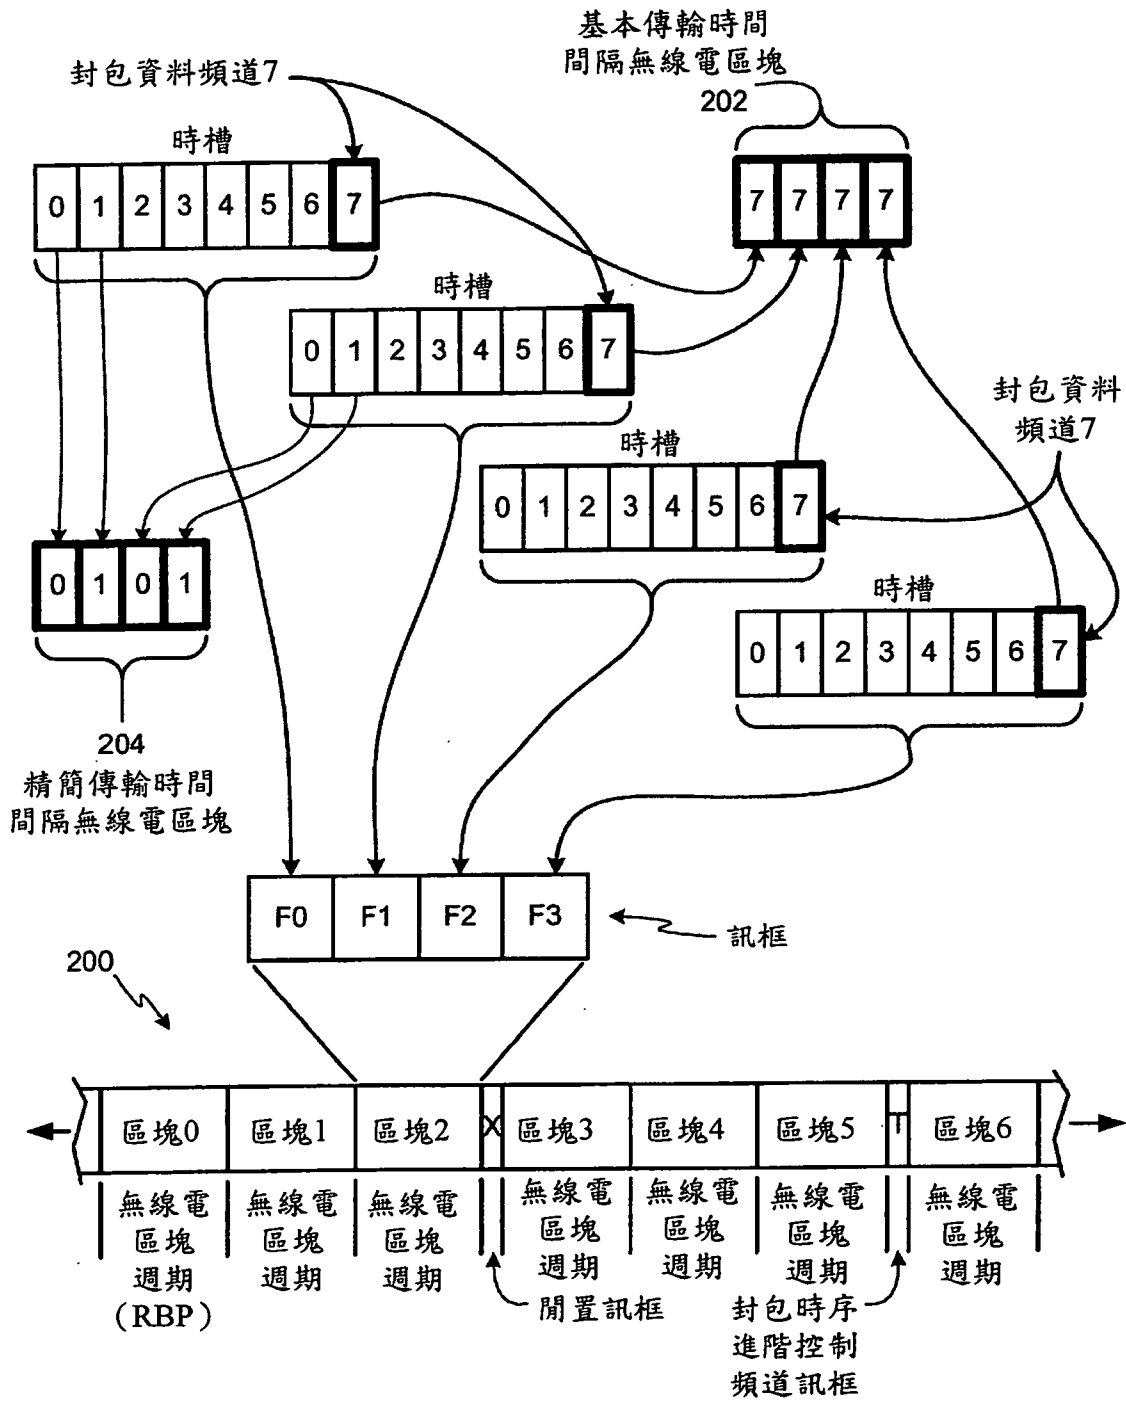 基本傳輸時間
間隔無線電區塊
202
封包資料頻道7
時槽
0 1 2 3 4 5 6 7
7 7 7 7
時槽
0 1 2 3 4 5 6 7
封包資料
頻道7
時槽
0 1 2 3 4 5 6 7
0 1 0 1
時槽
0 1 2 3 4 5 6 7
204
精簡傳輸時間
間隔無線電區塊
F0 F1 F2 F3
訊框
200
區塊0 區塊1 區塊2 X 區塊3 區塊4 區塊5 T 區塊6
無線電
區塊
週期
(RBP)
無線電
區塊
週期
無線電
區塊
週期
無線電
區塊
週期
無線電
區塊
週期
無線電
區塊
週期
無線電
區塊
週期
閒置訊框
封包時序
進階控制
頻道訊框